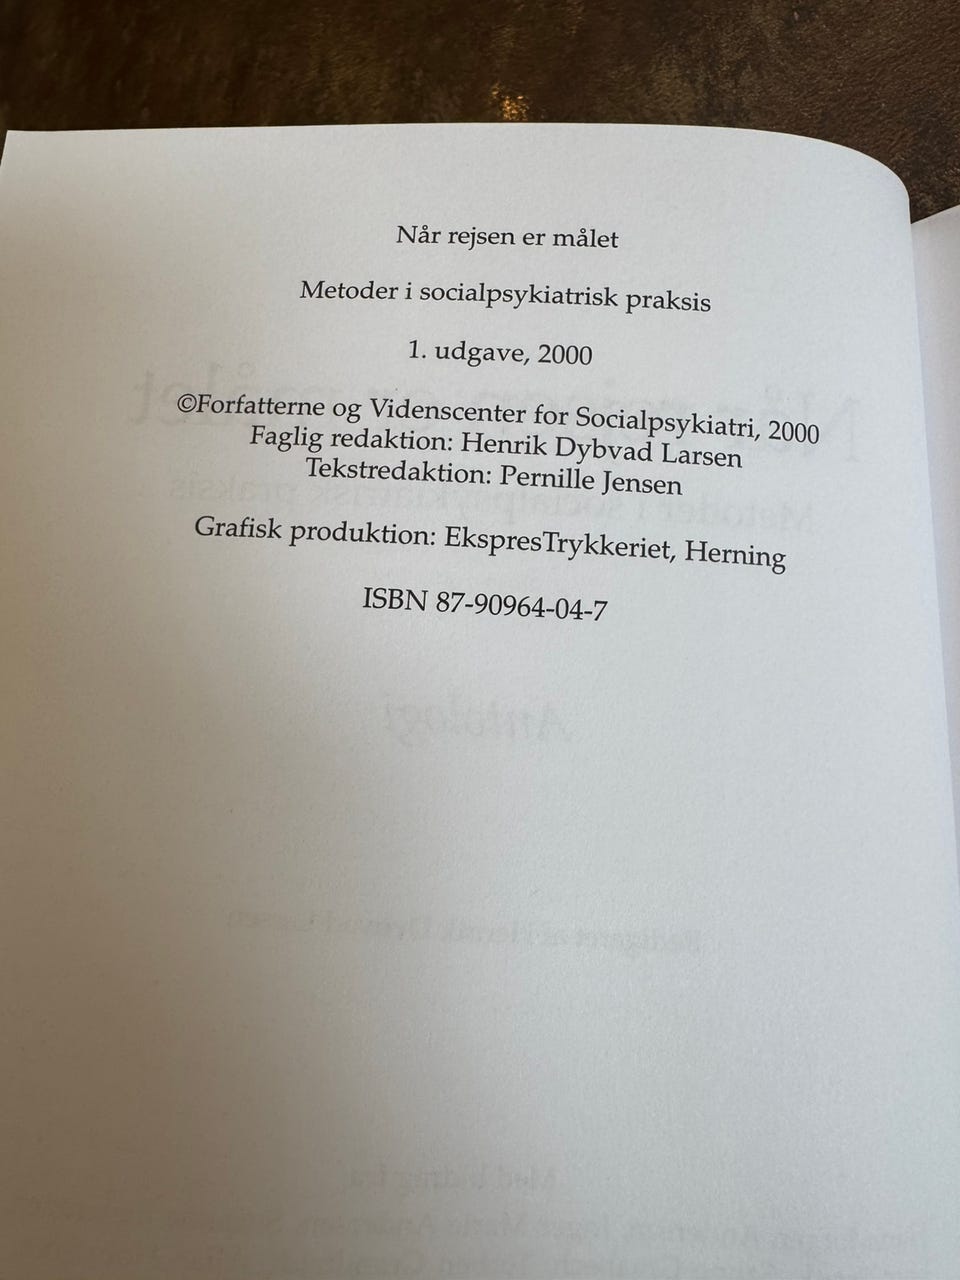 Når rejsen er målet
Metoder i socialpsykiatrisk praksis
1. udgave, 2000
©Forfatterne og Videnscenter for Socialpsykiatri, 2000
Faglig redaktion: Henrik Dybvad Larsen
Tekstredaktion: Pernille Jensen
Grafisk produktion: EkspresTrykkeriet, Herning
ISBN 87-90964-04-7
Antologi